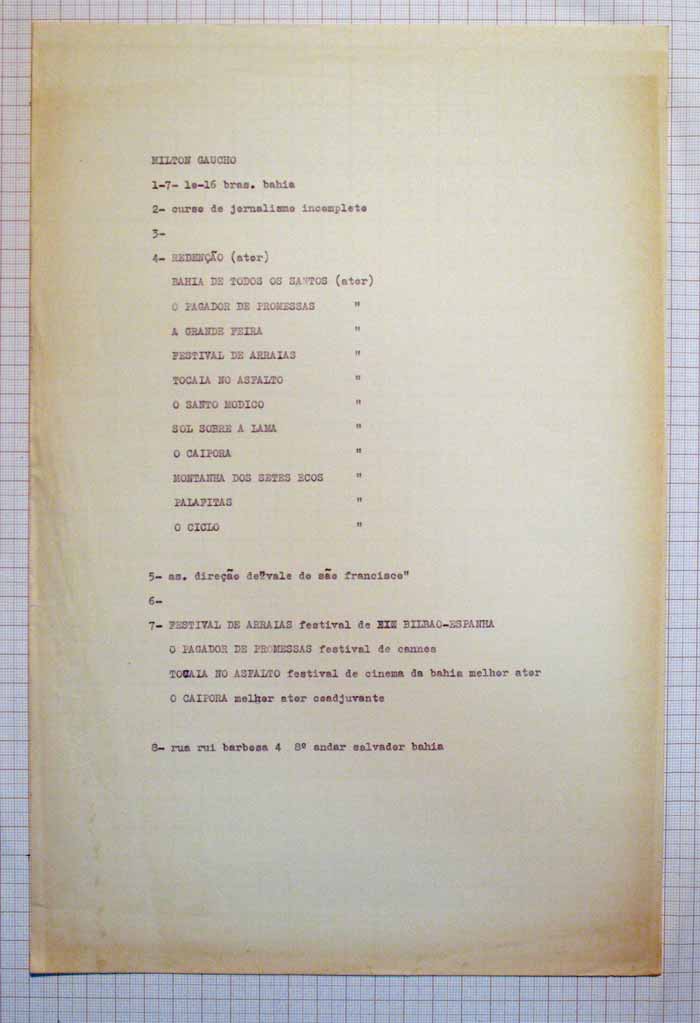 MILTON GAUCHO
1-7- 1e-16 bras. bahia
2- curso de jornalismo incompleto
3-
4- REDENÇÃO (ator)
BAHIA DE TODOS OS SANTOS (ator)
O PAGADOR DE PROMESSAS "
A GRANDE FEIRA "
FESTIVAL DE ARRAIAS "
TOCAIA NO ASFALTO "
O SANTO MODICO "
SOL SOBRE A LAMA "
O CAIPORA "
MONTANHA DOS SETES ECOS "
PALAFITAS "
O CICLO "
5- as. direção de"vale do são francisco"
6-
7- FESTIVAL DE ARRAIAS festival de BILBAO-ESPANHA
O PAGADOR DE PROMESSAS festival de cannes
TOCAIA NO ASFALTO festival de cinema da bahia melhor ator
O CAIPORA melhor ator coadjuvante
8- rua rui barbosa 4 8º andar salvador bahia